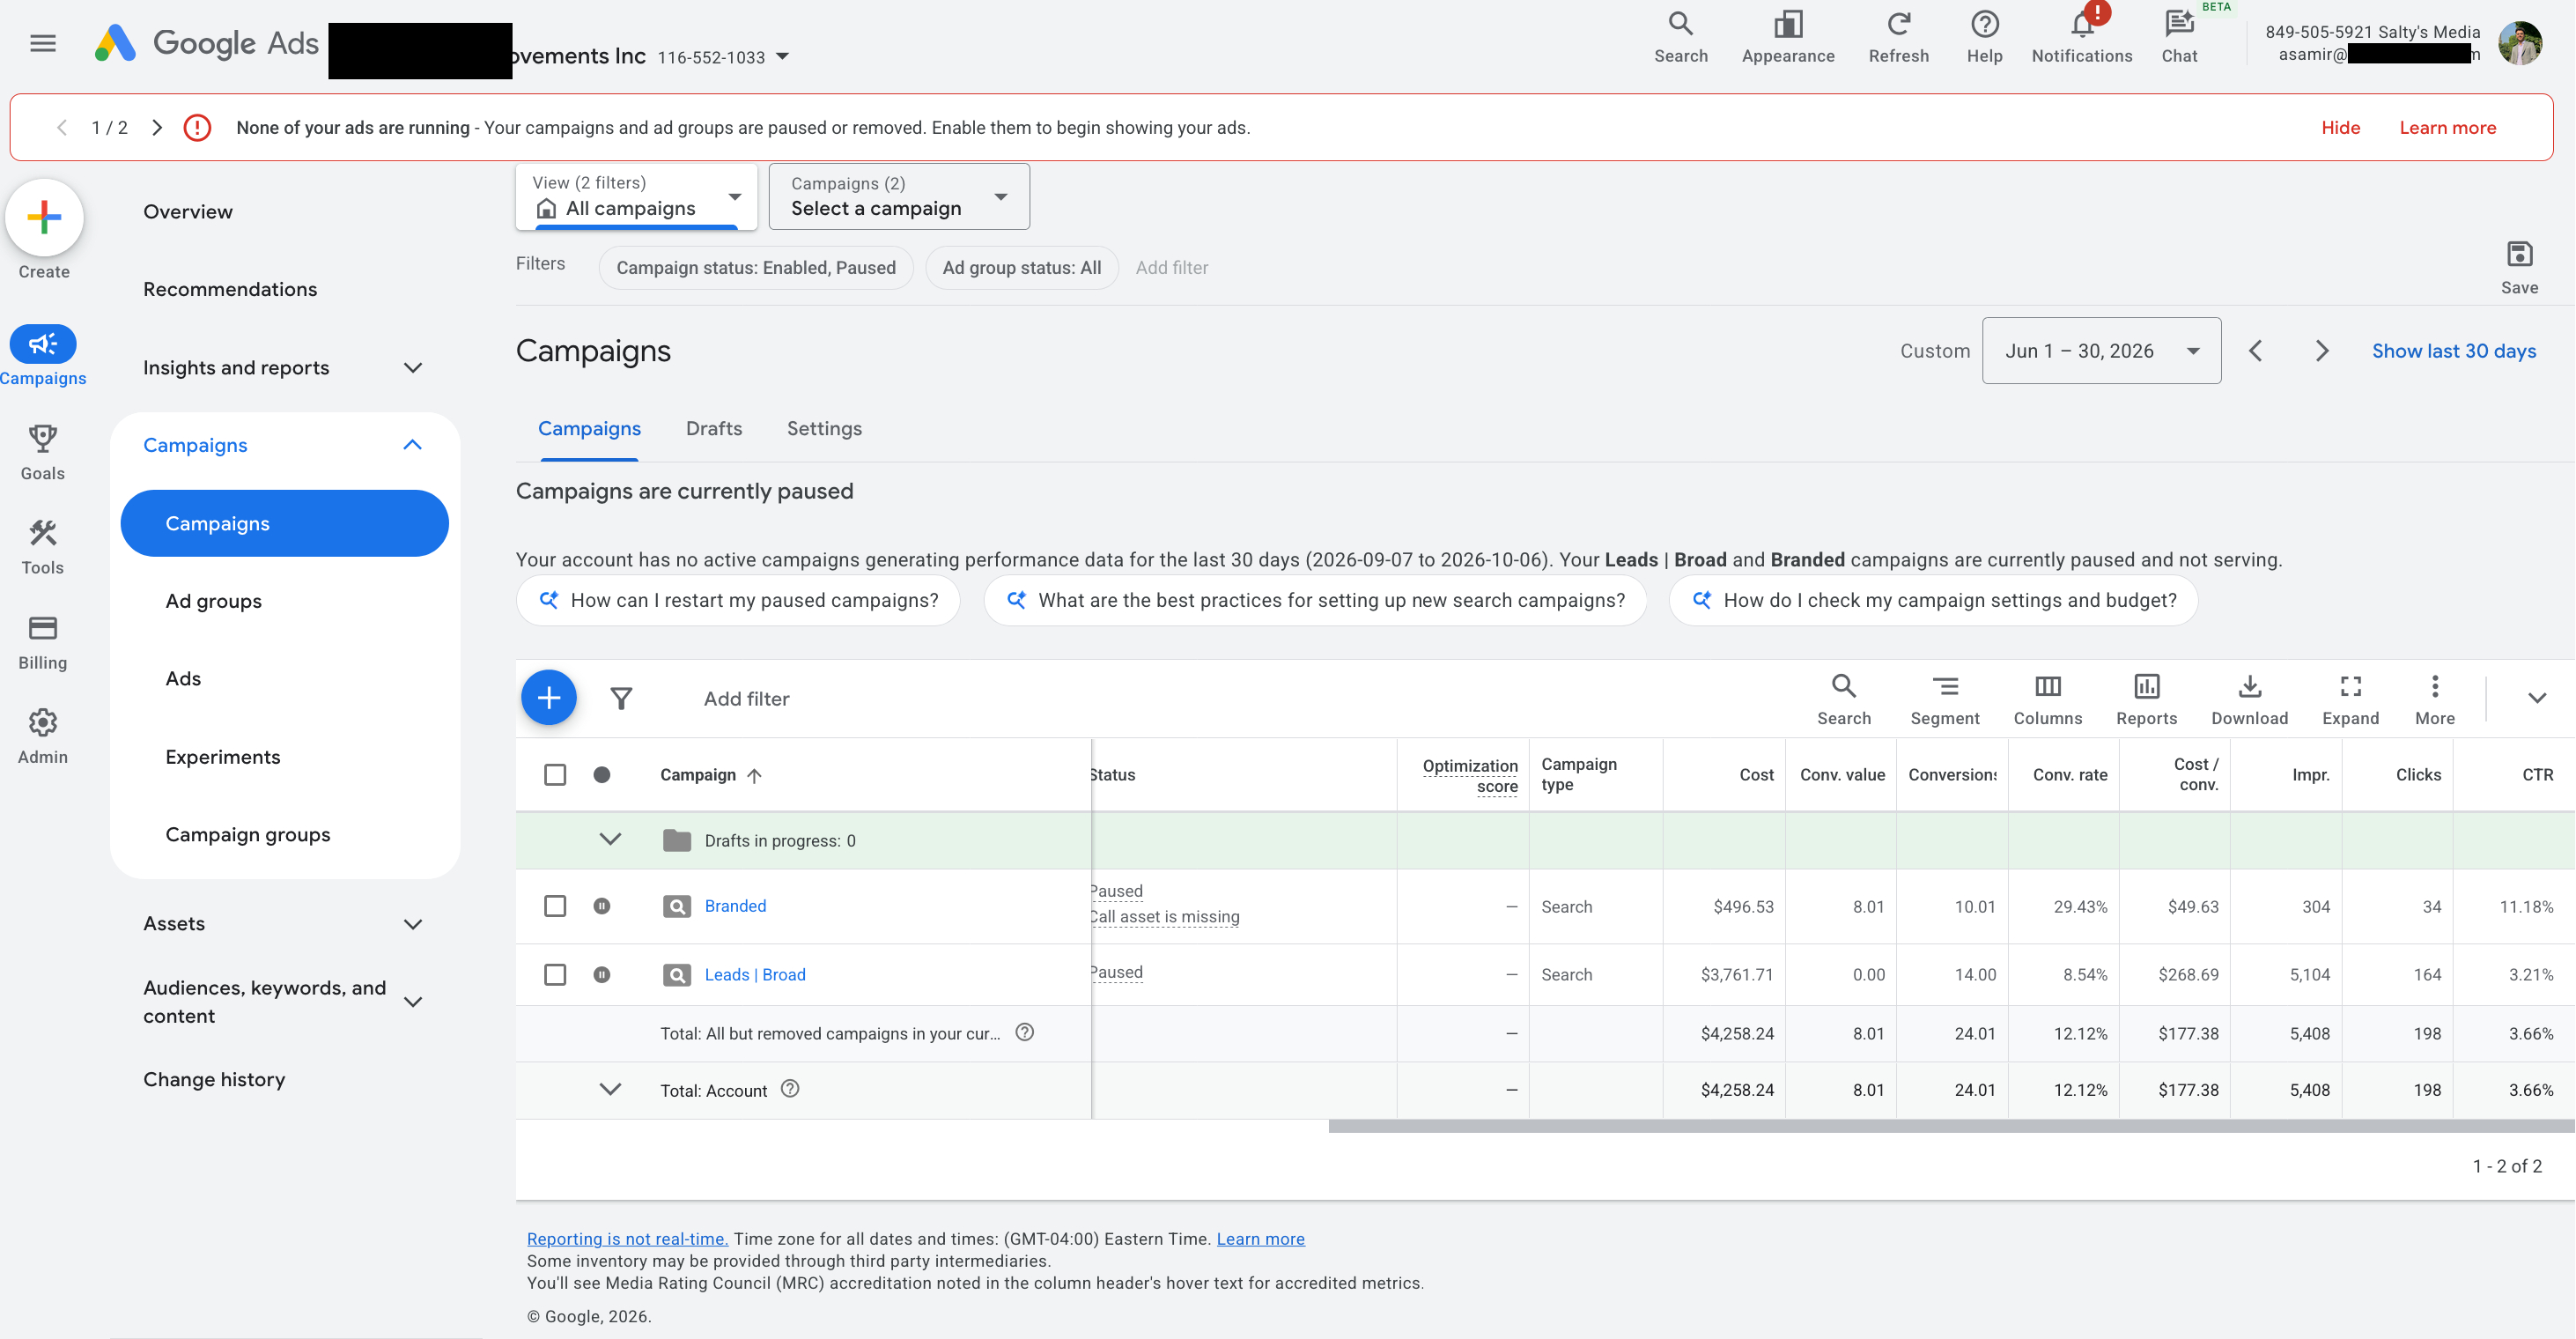 Google Ads
ovements Inc 116-552-1033
Search
Appearance
Refresh
Help
Notifications
Chat
BETA
849-505-5921 Salty's Media
asamir@
m
1 / 2
None of your ads are running - Your campaigns and ad groups are paused or removed. Enable them to begin showing your ads.
Hide
Learn more
Create
Campaigns
Goals
Tools
Billing
Admin
Overview
Recommendations
Insights and reports
Campaigns
Campaigns
Ad groups
Ads
Experiments
Campaign groups
Assets
Audiences, keywords, and
content
Change history
View (2 filters)
All campaigns
Campaigns (2)
Select a campaign
Filters
Campaign status: Enabled, Paused
Ad group status: All
Add filter
Save
Campaigns
Custom
Jun 1 – 30, 2026
Show last 30 days
Campaigns
Drafts
Settings
Campaigns are currently paused
Your account has no active campaigns generating performance data for the last 30 days (2026-09-07 to 2026-10-06). Your Leads | Broad and Branded campaigns are currently paused and not serving.
How can I restart my paused campaigns?
What are the best practices for setting up new search campaigns?
How do I check my campaign settings and budget?
Add filter
Search
Segment
Columns
Reports
Download
Expand
More
Campaign
Status
Optimization
score
Campaign
type
Cost
Conv. value
Conversions
Conv. rate
Cost /
conv.
Impr.
Clicks
CTR
Drafts in progress: 0
Branded
Paused
Call asset is missing
—
Search
$496.53
8.01
10.01
29.43%
$49.63
304
34
11.18%
Leads | Broad
Paused
—
Search
$3,761.71
0.00
14.00
8.54%
$268.69
5,104
164
3.21%
Total: All but removed campaigns in your cur...
—
$4,258.24
8.01
24.01
12.12%
$177.38
5,408
198
3.66%
Total: Account
—
$4,258.24
8.01
24.01
12.12%
$177.38
5,408
198
3.66%
1 - 2 of 2
Reporting is not real-time. Time zone for all dates and times: (GMT-04:00) Eastern Time. Learn more
Some inventory may be provided through third party intermediaries.
You'll see Media Rating Council (MRC) accreditation noted in the column header's hover text for accredited metrics.
© Google, 2026.